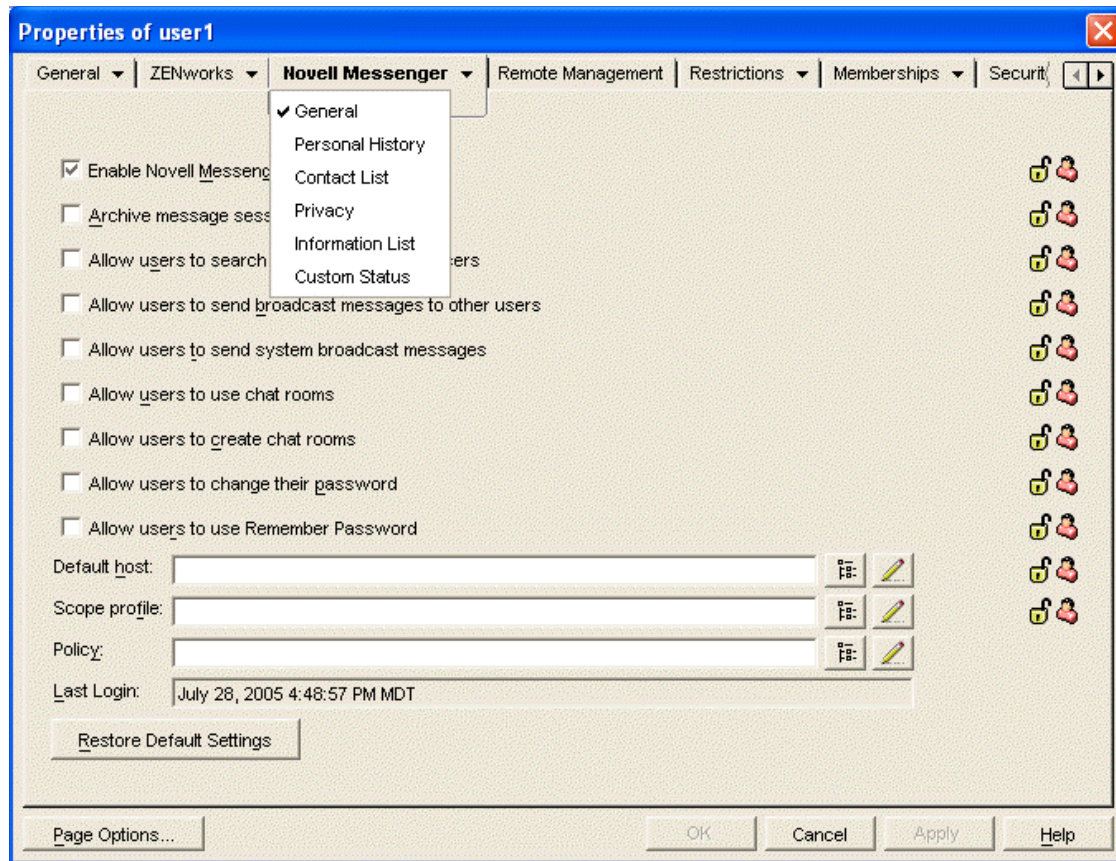 Properties of user1
General ZENworks Novell Messenger Remote Management Restrictions Memberships
General
Personal History
Contact List
Privacy
Information List
Custom Status
Enable Novell
Archive message
Allow users to search
Allow users to send broadcast messages to other users
Allow users to send system broadcast messages
Allow users to use chat rooms
Allow users to create chat rooms
Allow users to change their password
Allow users to use Remember Password
Default host:
Scope profile:
Policy:
Last Login: July 28, 2005 4:48:57 PM MDT
Restore Default Settings
Page Options... OK Cancel Apply Help